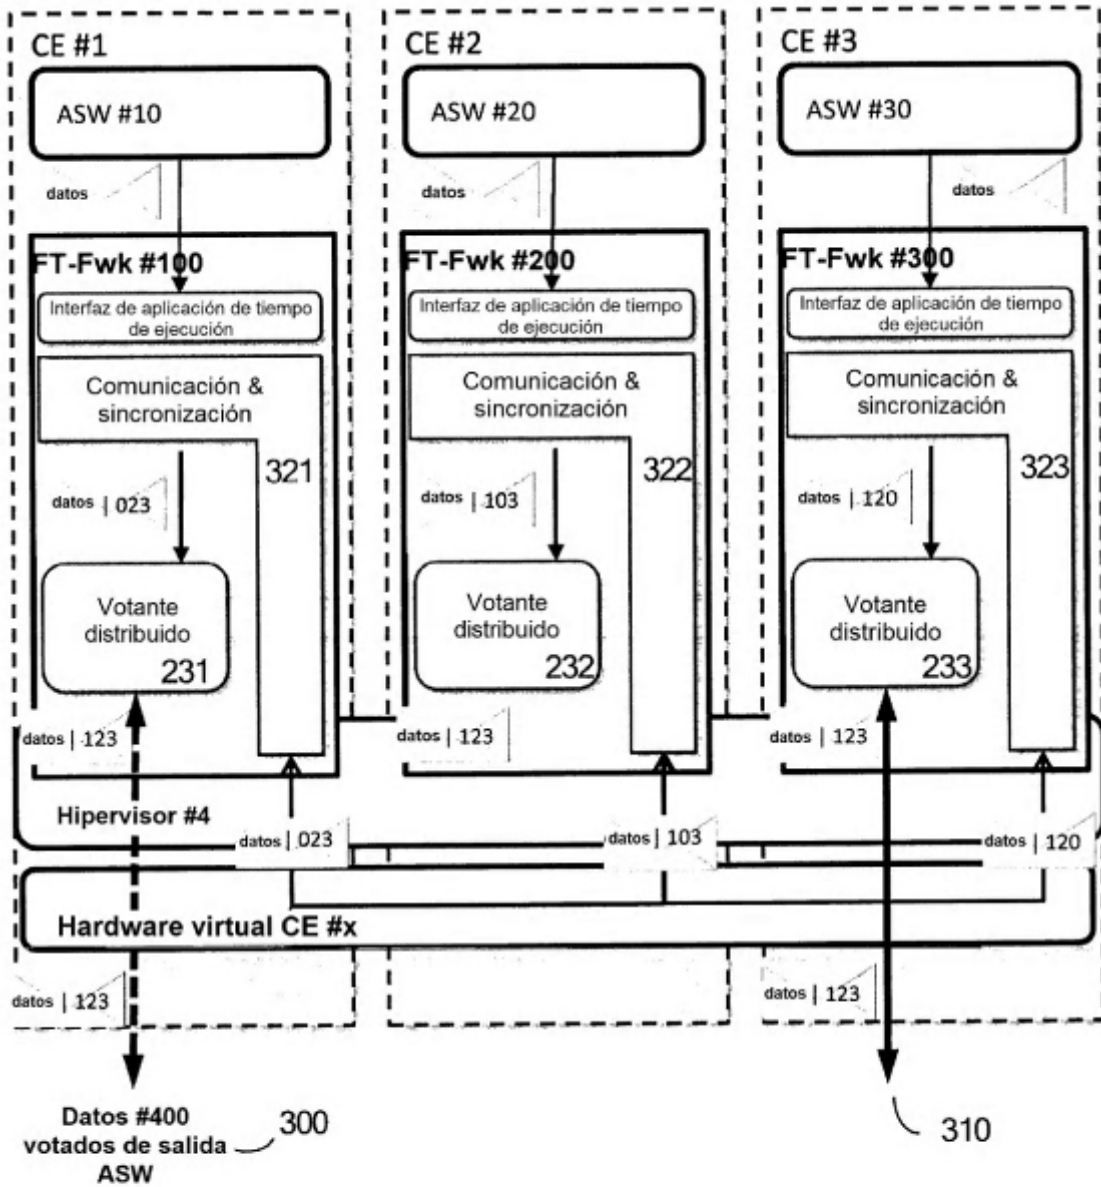 CE #1
ASW #10
datos
FT-Fwk #100
Interfaz de aplicación de tiempo
de ejecución
Comunicación &
sincronización
321
datos | 023
Votante
distribuido
231
datos | 123
CE #2
ASW #20
datos
FT-Fwk #200
Interfaz de aplicación de tiempo
de ejecución
Comunicación &
sincronización
322
datos | 103
Votante
distribuido
232
datos | 123
CE #3
ASW #30
datos
FT-Fwk #300
Interfaz de aplicación de tiempo
de ejecución
Comunicación &
sincronización
323
datos | 120
Votante
distribuido
233
datos | 123
Hipervisor #4
datos | 023
datos | 103
datos | 120
Hardware virtual CE #x
datos | 123
datos | 123
Datos #400
votados de salida
ASW
300
310